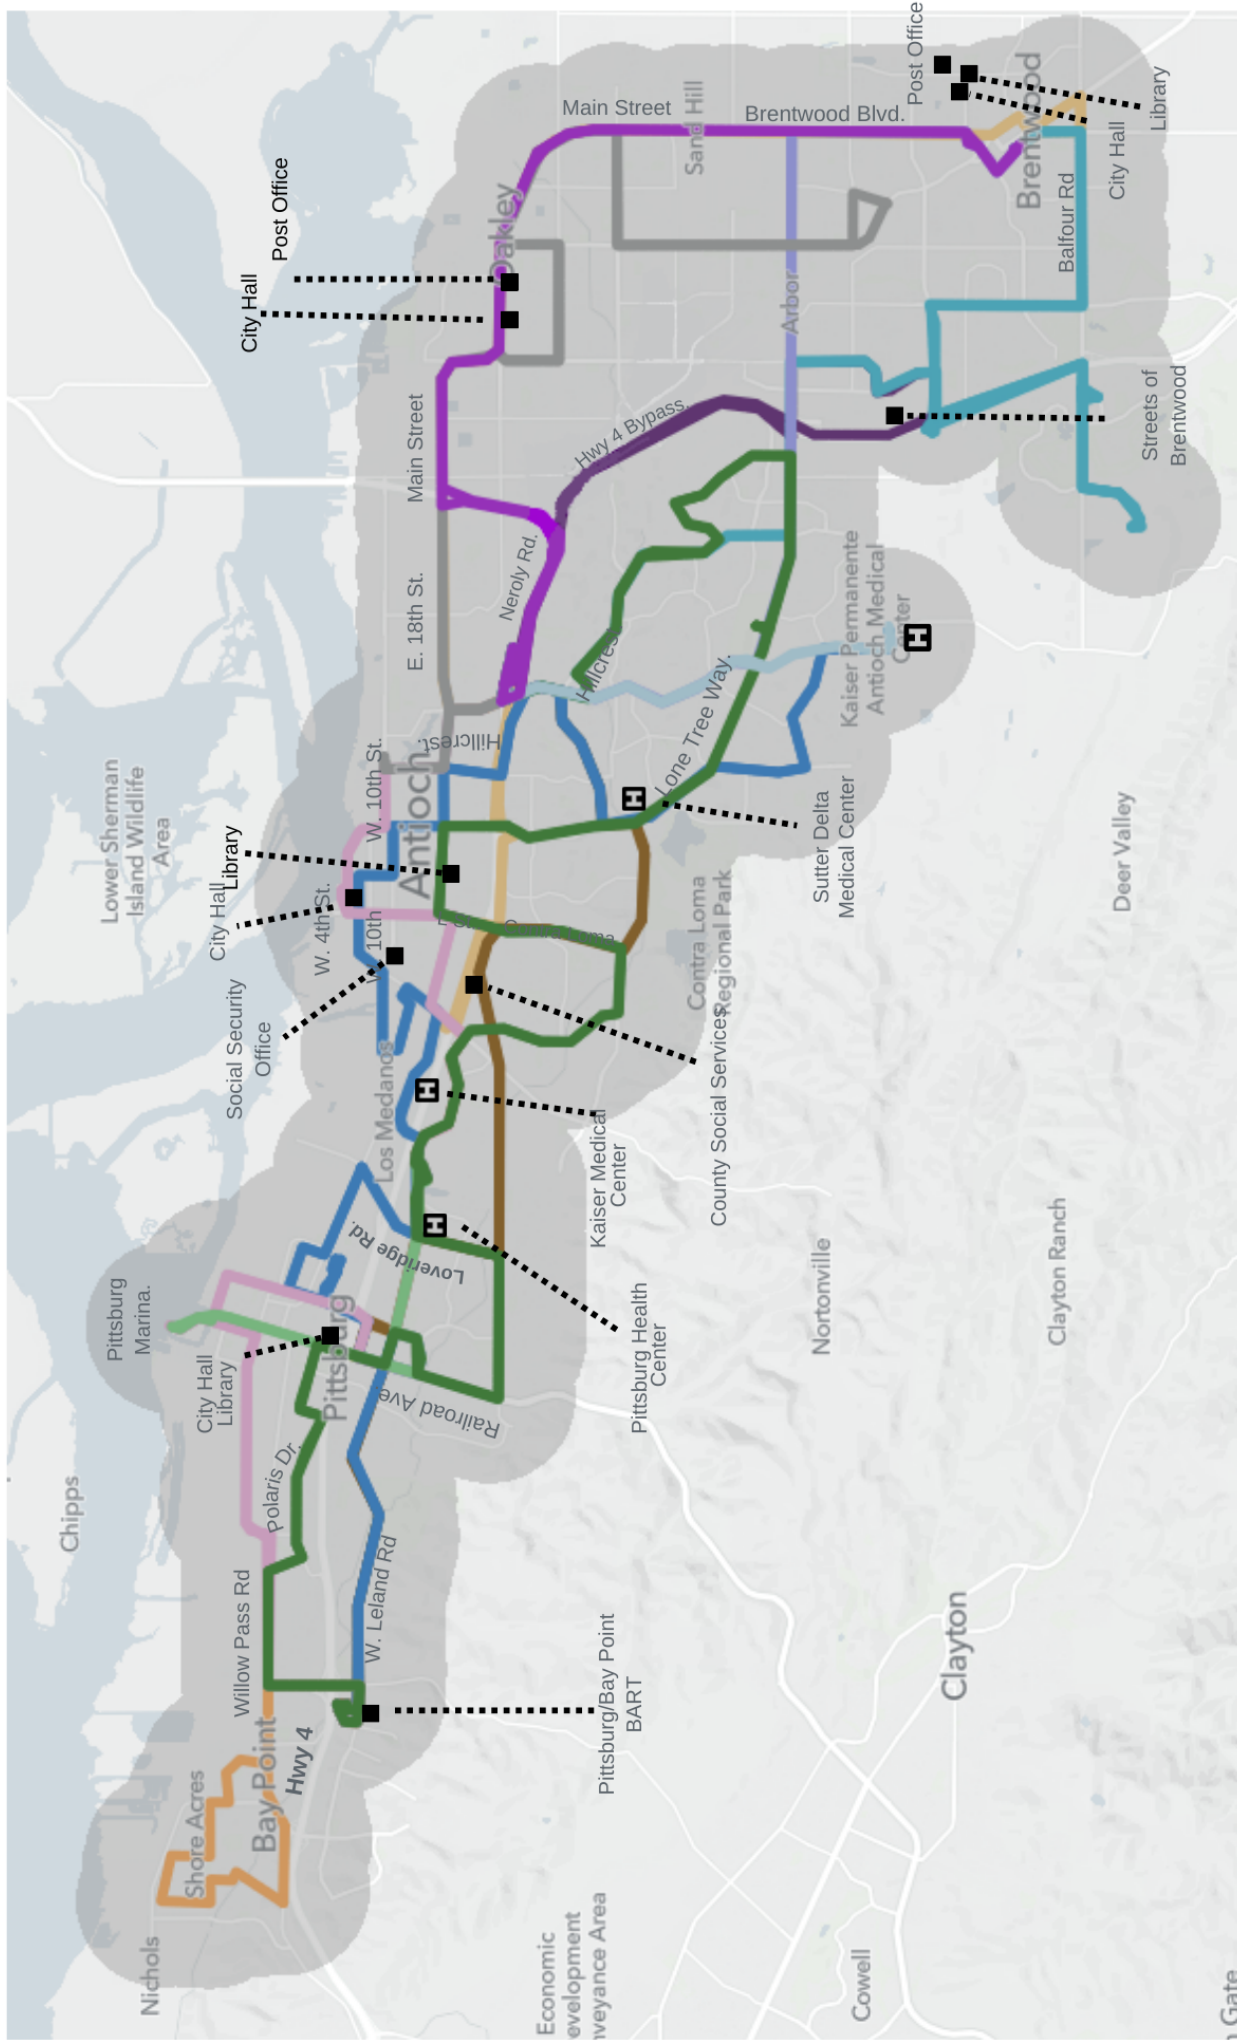 Nichols
Shore Acres
Bay Point
Hwy 4
Willow Pass Rd
Chipps
Polaris Dr.
W. Leland Rd
Pittsburg/Bay Point
BART
Economic
Clayton
Cowell
Gate
Pittsburg
Marina.
City Hall
Library
Pittsburg
Railroad Ave
Loveridge Rd.
Pittsburg Health
Center
H
Nortonville
Clayton Ranch
Los Medanos
Kaiser Medical
Center
H
County Social Services
Social Security
Office
W. 4th St.
W. 10th
City Hall
Library
Lower Sherman
Island Wildlife
Area
Antioch
W. 10th St.
Hillcrest.
Contra Loma
Regional Park
Deer Valley
Sutter Delta
Medical Center
H
Lone Tree Way.
Hillcrest
Kaiser Permanente
Antioch Medical
Center
H
E. 18th St.
Neroly Rd.
Main Street
Hwy 4 Bypass.
City Hall
Post Office
Oakley
Main Street
Sand Hill
Brentwood Blvd.
Arbor
Streets of
Brentwood
Balfour Rd
Brentwood
Post Office
City Hall
Library